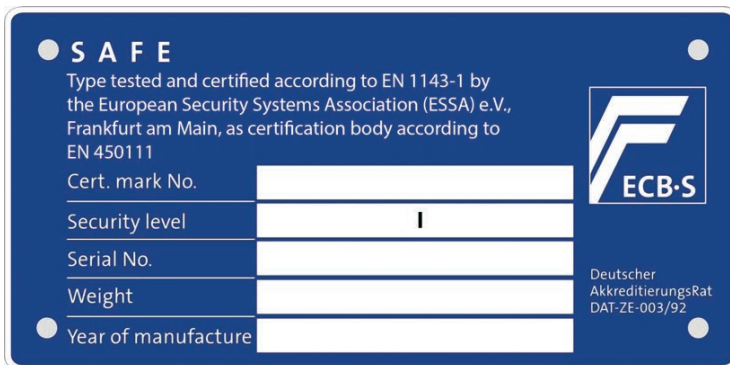 SAFE
Type tested and certified according to EN 1143-1 by
the European Security Systems Association (ESSA) e.V.,
Frankfurt am Main, as certification body according to
EN 450111
ECB·S
Cert. mark No.
Security level I
Serial No.
Weight
Year of manufacture
Deutscher
AkkreditierungsRat
DAT-ZE-003/92